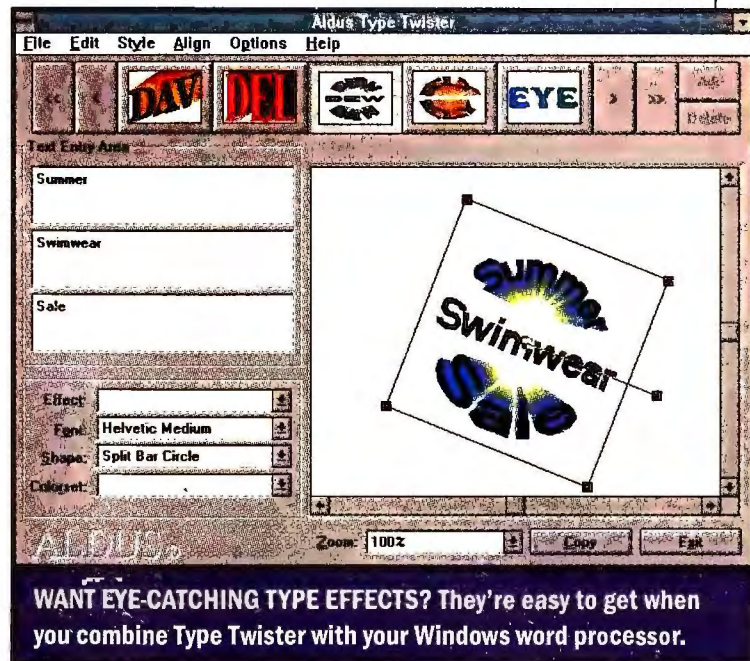 Aldus Type Twister
File Edit Style Align Options Help
<< < DAV DEL DEW EYE > >> Add
Delete
Text Entry Area
Summer
Swimwear
Sale
Summer
Swimwear
Sale
Effect:
Font: Helvetic Medium
Shape: Split Bar Circle
Colorset:
ALDUS
Zoom: 100% Copy Exit
WANT EYE-CATCHING TYPE EFFECTS? They're easy to get when
you combine Type Twister with your Windows word processor.